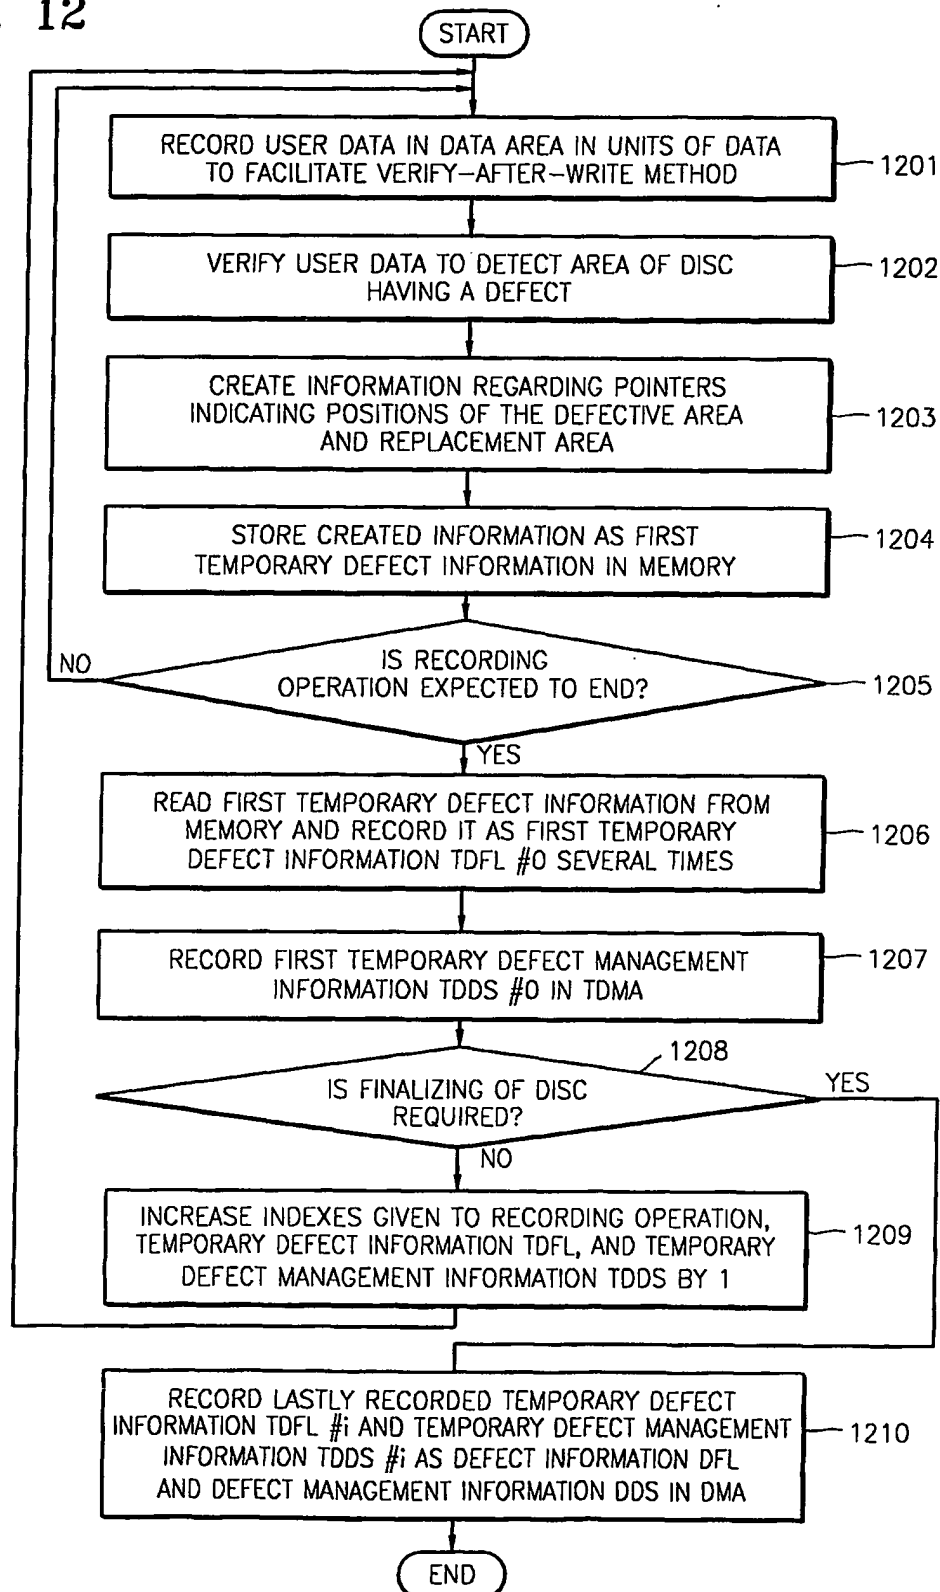 12
START
RECORD USER DATA IN DATA AREA IN UNITS OF DATA
TO FACILITATE VERIFY-AFTER-WRITE METHOD
1201
VERIFY USER DATA TO DETECT AREA OF DISC
HAVING A DEFECT
1202
CREATE INFORMATION REGARDING POINTERS
INDICATING POSITIONS OF THE DEFECTIVE AREA
AND REPLACEMENT AREA
1203
STORE CREATED INFORMATION AS FIRST
TEMPORARY DEFECT INFORMATION IN MEMORY
1204
NO
IS RECORDING
OPERATION EXPECTED TO END?
1205
YES
READ FIRST TEMPORARY DEFECT INFORMATION FROM
MEMORY AND RECORD IT AS FIRST TEMPORARY
DEFECT INFORMATION TDFL #0 SEVERAL TIMES
1206
RECORD FIRST TEMPORARY DEFECT MANAGEMENT
INFORMATION TDDS #0 IN TDMA
1207
1208
IS FINALIZING OF DISC
REQUIRED?
YES
NO
INCREASE INDEXES GIVEN TO RECORDING OPERATION,
TEMPORARY DEFECT INFORMATION TDFL, AND TEMPORARY
DEFECT MANAGEMENT INFORMATION TDDS BY 1
1209
RECORD LASTLY RECORDED TEMPORARY DEFECT
INFORMATION TDFL #i AND TEMPORARY DEFECT MANAGEMENT
INFORMATION TDDS #i AS DEFECT INFORMATION DFL
AND DEFECT MANAGEMENT INFORMATION DDS IN DMA
1210
END